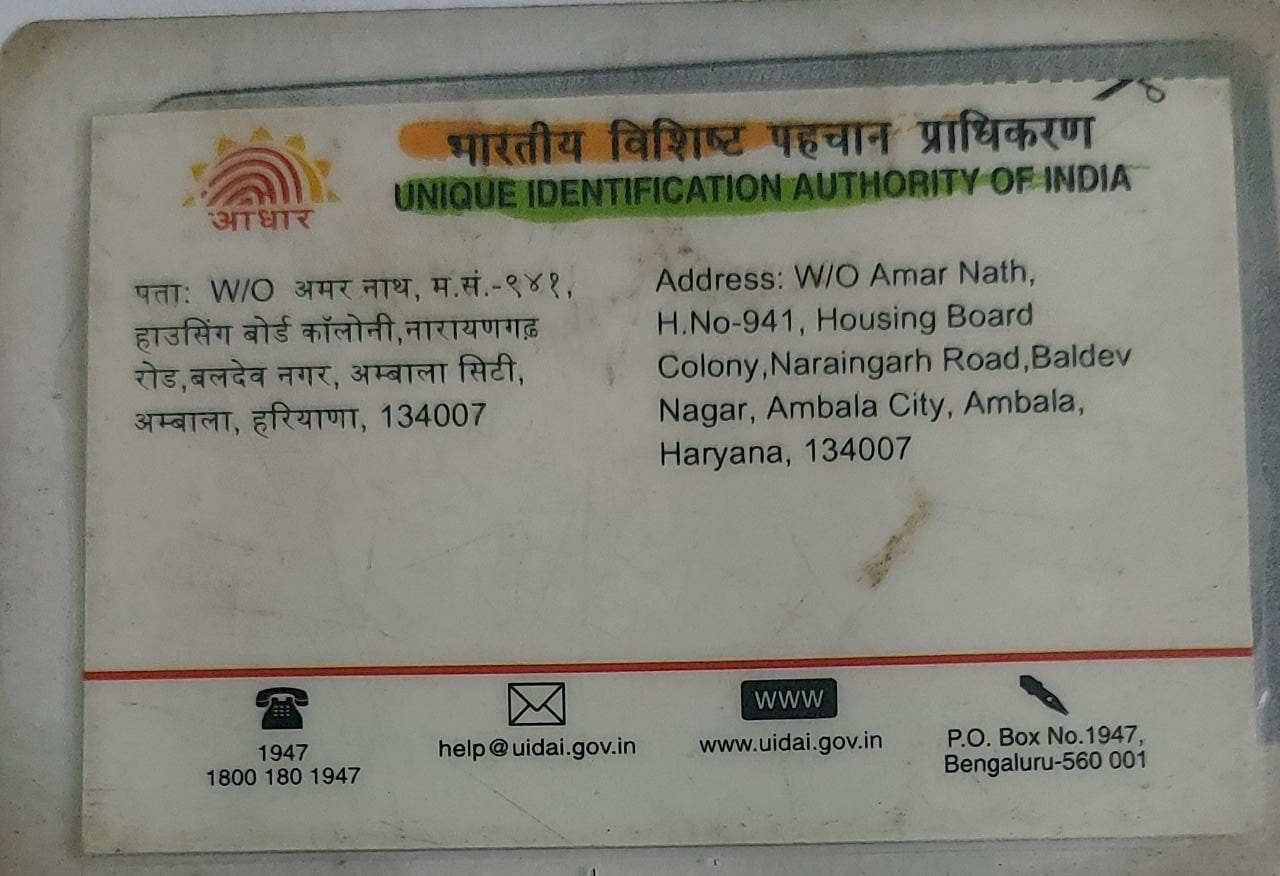 भारतीय विशिष्ट पहचान प्राधिकरण
UNIQUE IDENTIFICATION AUTHORITY OF INDIA
आधार
पता: W/O अमर नाथ, म.सं.-९४१,
हाउसिंग बोर्ड कॉलोनी,नारायणगढ़
रोड,बलदेव नगर, अम्बाला सिटी,
अम्बाला, हरियाणा, 134007
Address: W/O Amar Nath,
H.No-941, Housing Board
Colony,Naraingarh Road,Baldev
Nagar, Ambala City, Ambala,
Haryana, 134007
1947
1800 180 1947
help@uidai.gov.in
WWW
www.uidai.gov.in
P.O. Box No.1947,
Bengaluru-560 001